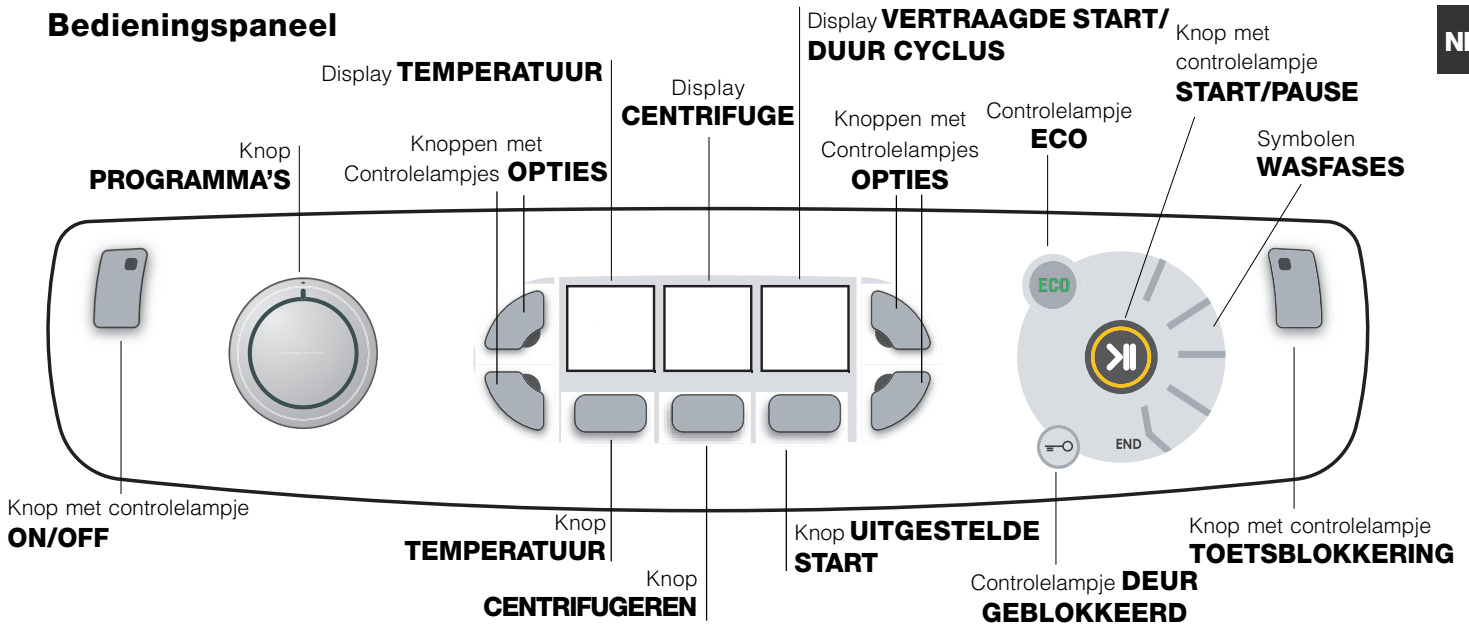 Bedieningspaneel
Display VERTRAAGDE START/
DUUR CYCLUS
Knop met
controlelampje
START/PAUSE
Display TEMPERATUUR
Display
CENTRIFUGE
Knoppen met
Controlelampjes
OPTIES
Controlelampje
ECO
Symbolen
WASFASES
Knop
PROGRAMMA'S
Knoppen met
Controlelampjes OPTIES
ECO
END
Knop met controlelampje
ON/OFF
Knop
TEMPERATUUR
Knop
CENTRIFUGEREN
Knop UITGESTELDE
START
Controlelampje DEUR
GEBLOKKEERD
Knop met controlelampje
TOETSBLOKKERING